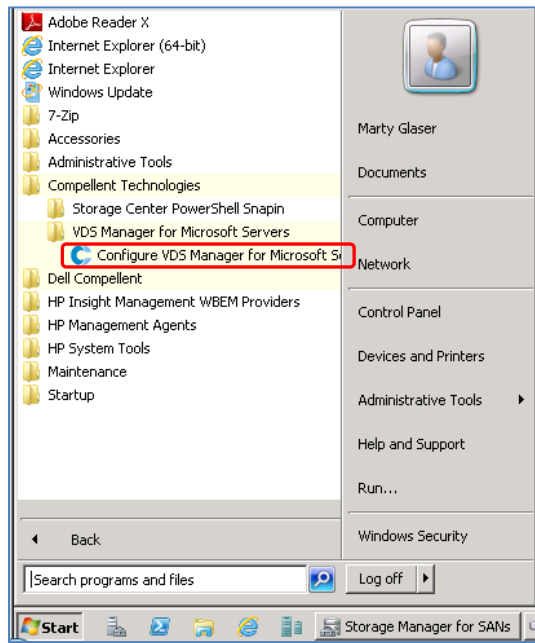 Adobe Reader X
Internet Explorer (64-bit)
Internet Explorer
Windows Update
7-Zip
Accessories
Administrative Tools
Compellent Technologies
Storage Center PowerShell Snapin
VDS Manager for Microsoft Servers
Configure VDS Manager for Microsoft Se
Dell Compellent
HP Insight Management WBEM Providers
HP Management Agents
HP System Tools
Maintenance
Startup
Back
Search programs and files
Marty Glaser
Documents
Computer
Network
Control Panel
Devices and Printers
Administrative Tools
Help and Support
Run...
Windows Security
Log off
Start
Storage Manager for SANs